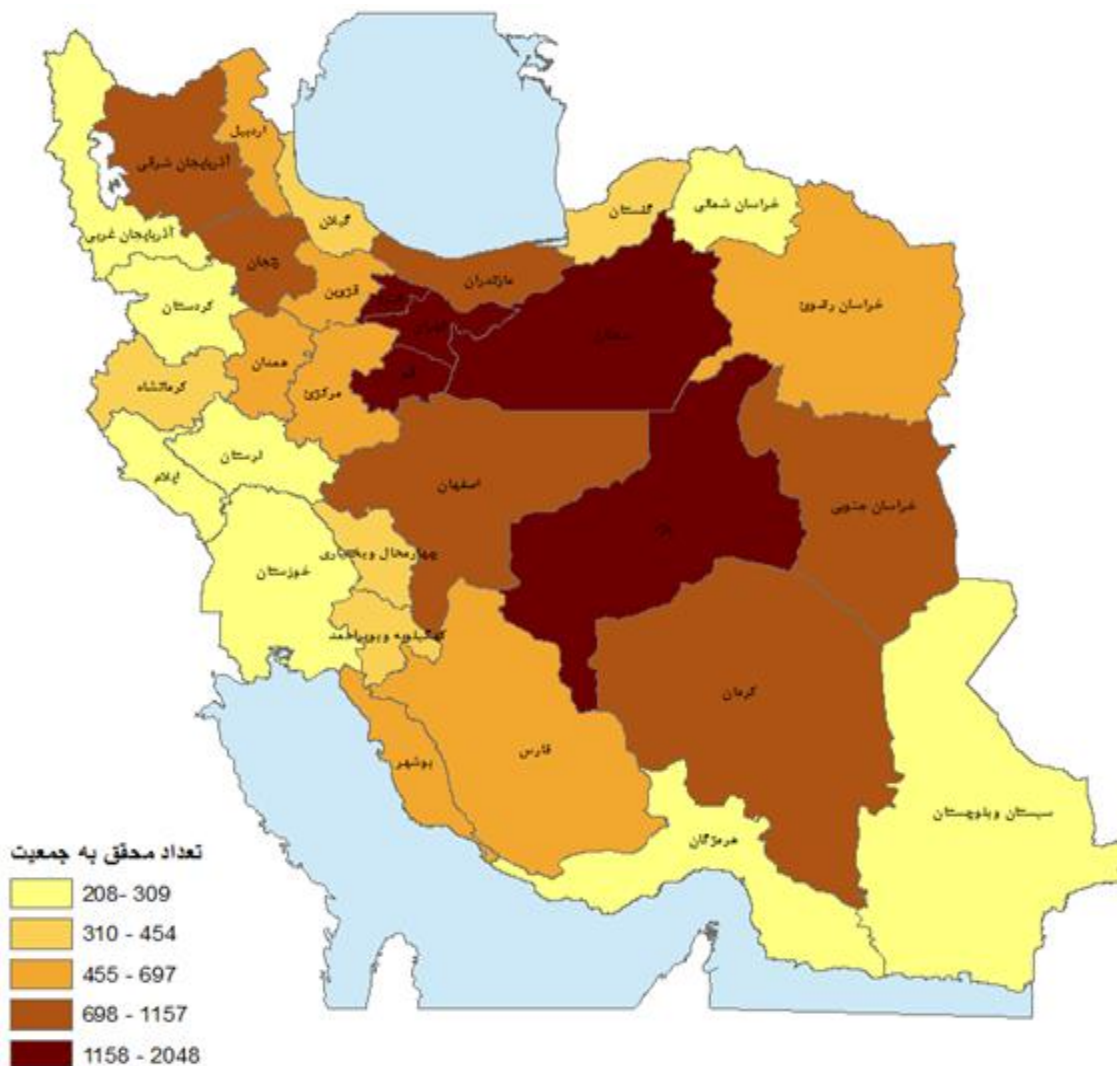 اردبیل
آذربایجان شرقی
گیلان
گلستان
خراسان شمالی
آذربایجان غربی
زنجان
مازندران
قزوین
خراسان رضوی
کردستان
تهران
سمنان
همدان
قم
کرمانشاه
مرکزی
لرستان
ایلام
اصفهان
خراسان جنوبی
یزد
چهارمحال وبختیاری
خوزستان
کهگیلویه وبویراحمد
کرمان
فارس
بوشهر
سیستان وبلوچستان
هرمزگان
تعداد محقق به جمعیت
208- 309
310 - 454
455 - 697
698 - 1157
1158 - 2048